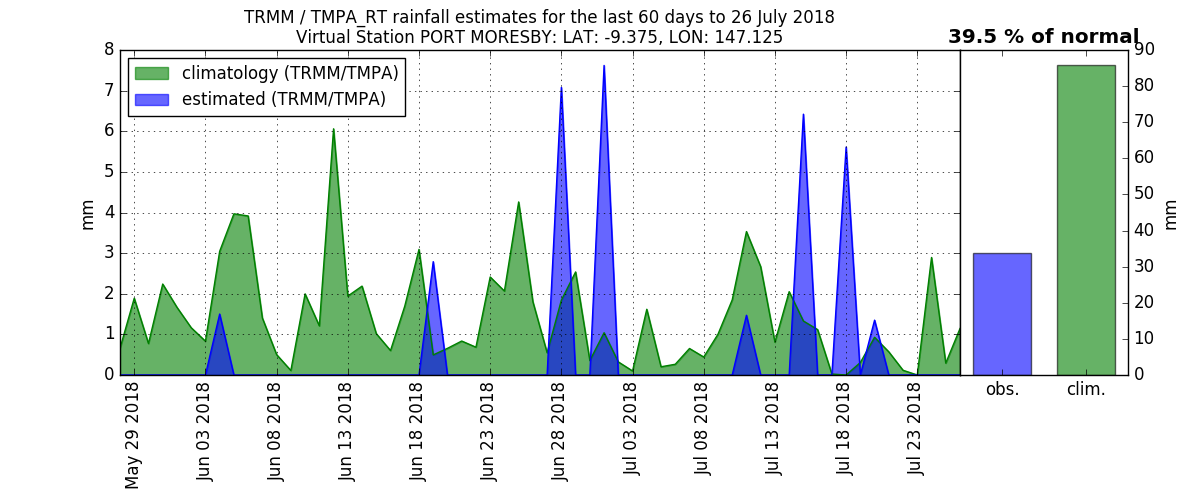 TRMM / TMPA_RT rainfall estimates for the last 60 days to 26 July 2018
Virtual Station PORT MORESBY: LAT: -9.375, LON: 147.125
39.5 % of normal
climatology (TRMM/TMPA)
estimated (TRMM/TMPA)
8
7
6
5
4
3
2
1
0
mm
May 29 2018
Jun 03 2018
Jun 08 2018
Jun 13 2018
Jun 18 2018
Jun 23 2018
Jun 28 2018
Jul 03 2018
Jul 08 2018
Jul 13 2018
Jul 18 2018
Jul 23 2018
obs.
clim.
90
80
70
60
50
40
30
20
10
0
mm